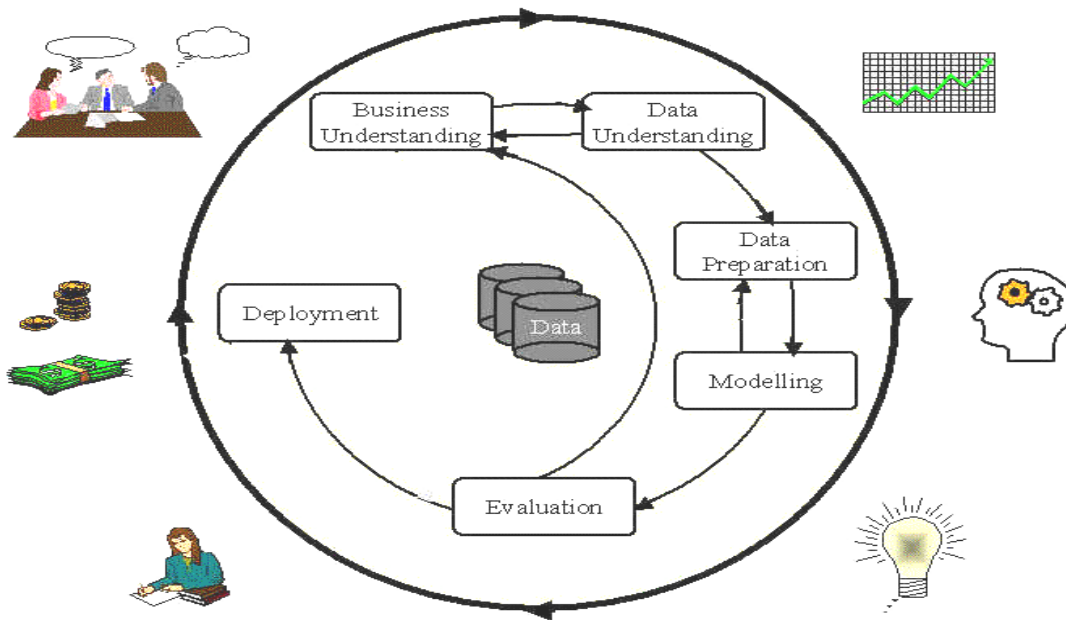 Business
Understanding
Data
Understanding
Data
Preparation
Deployment
Data
Modelling
Evaluation